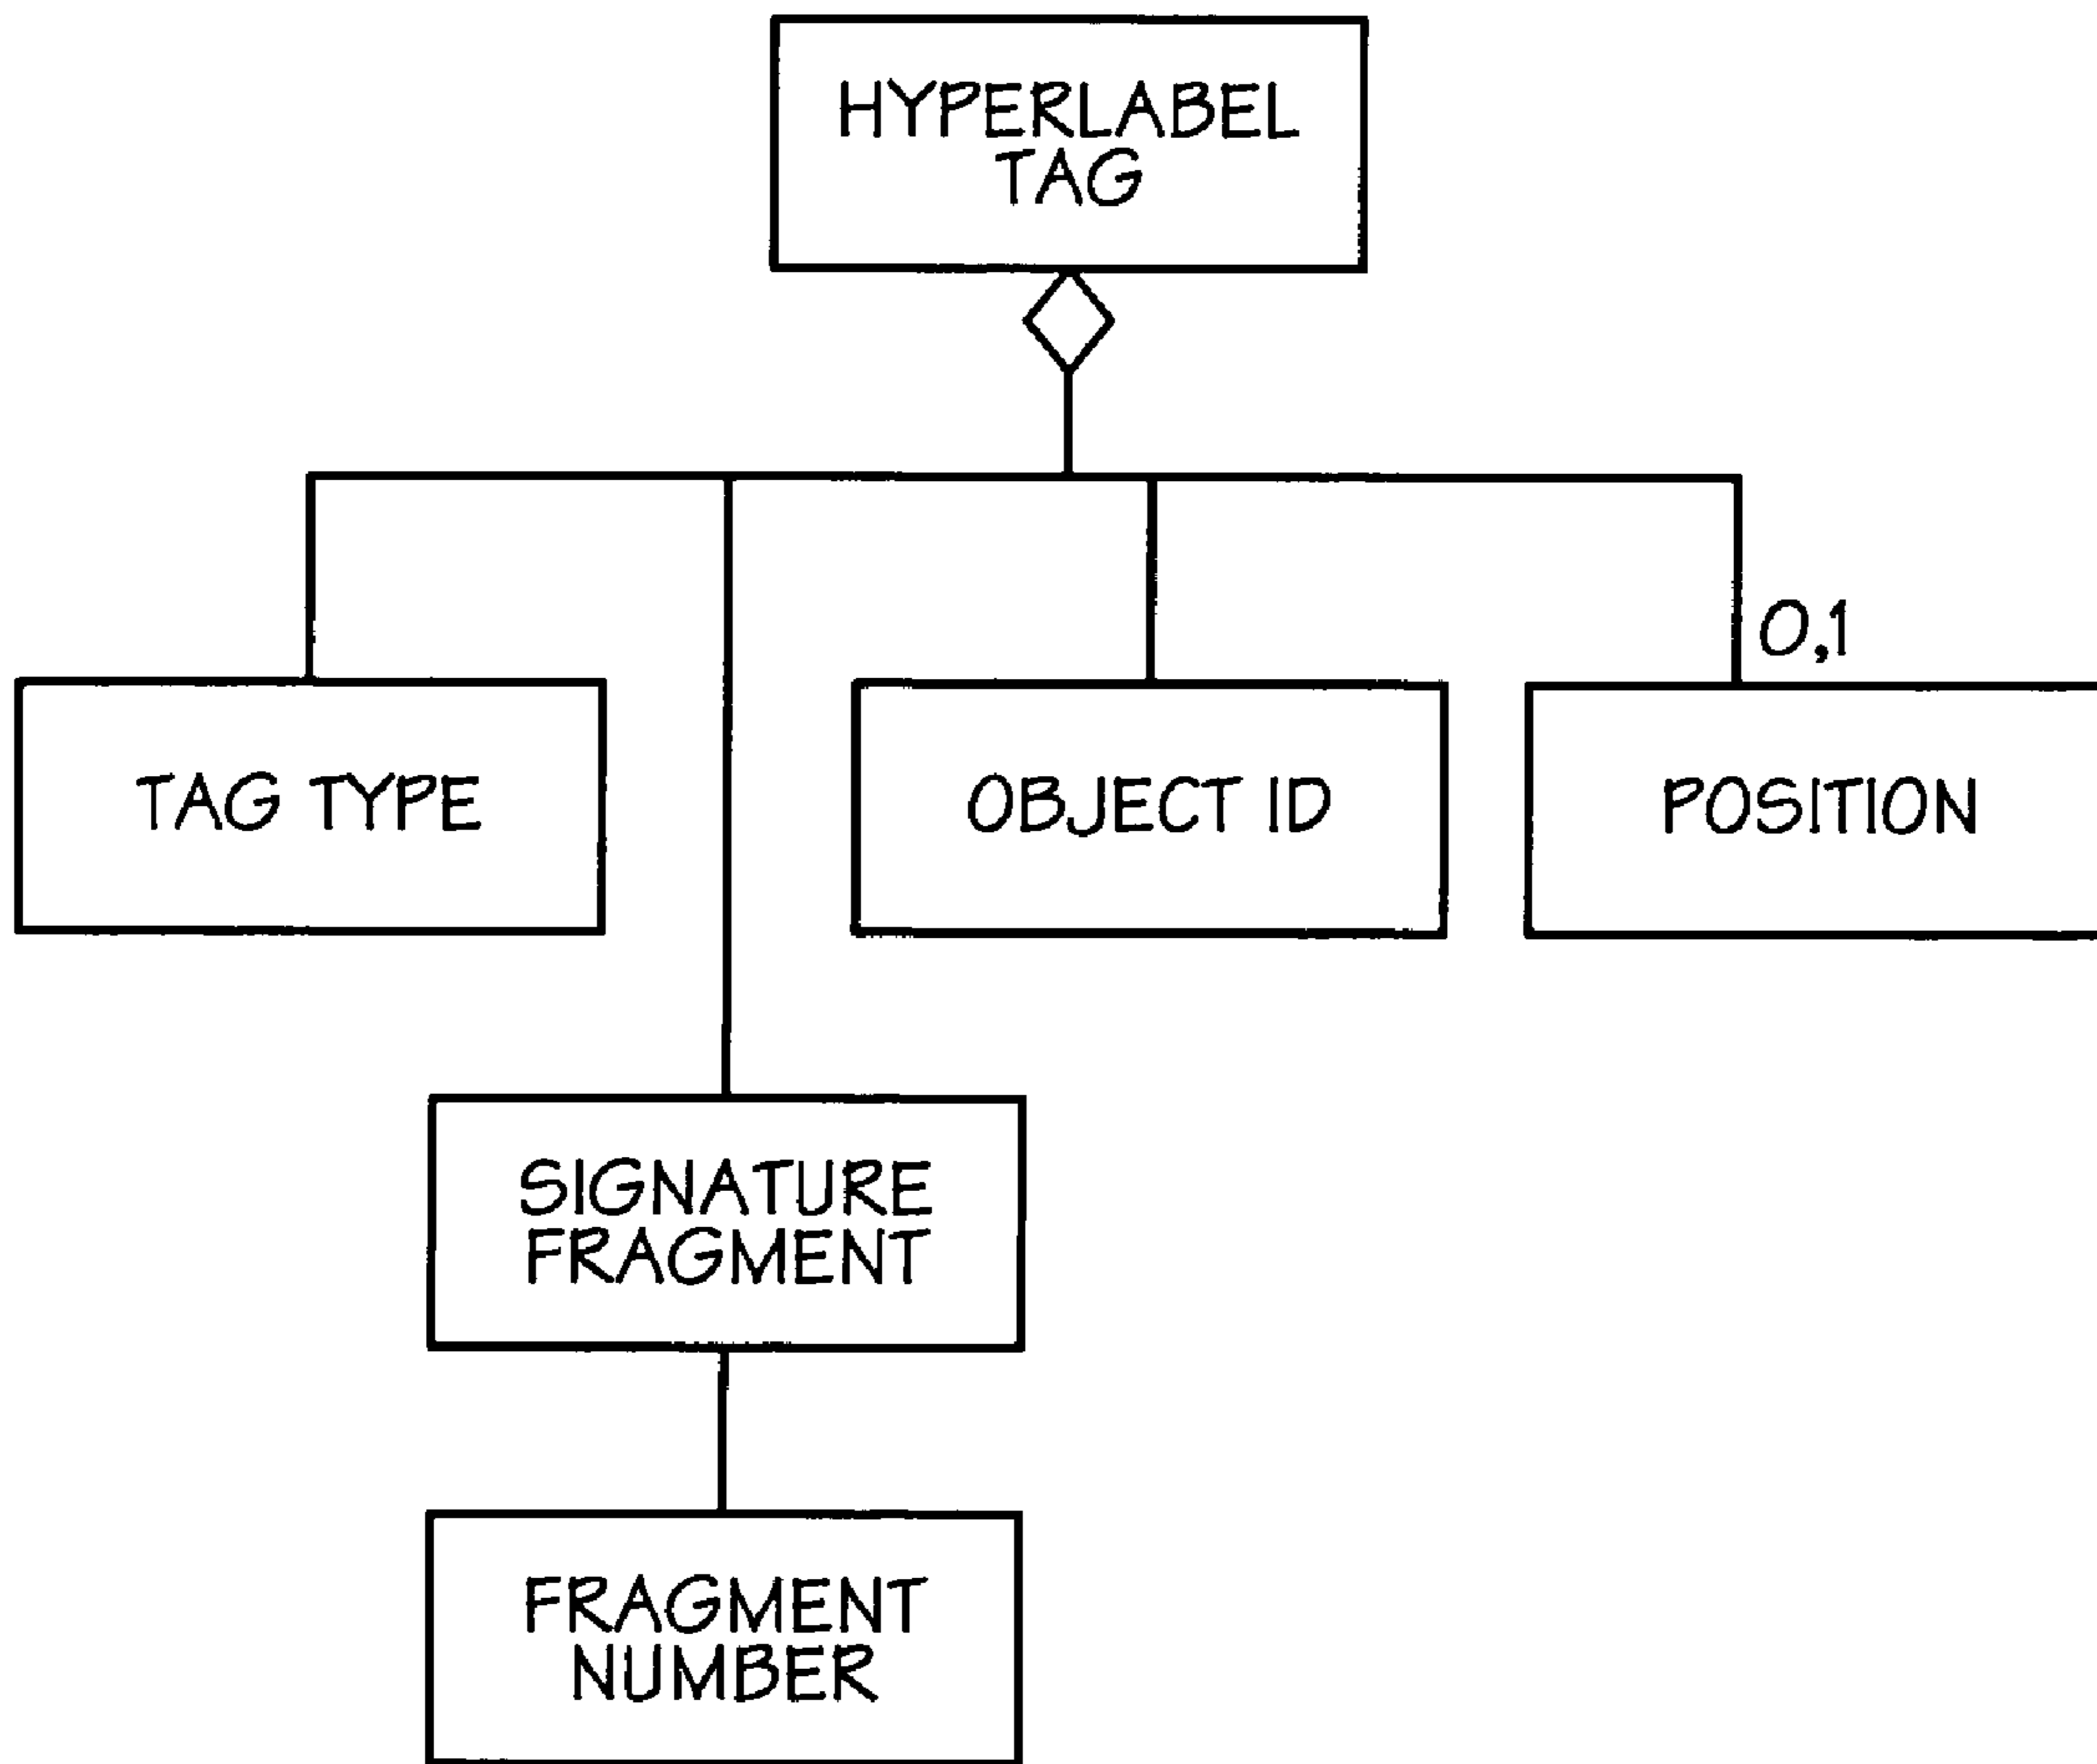 HYPERLABEL
TAG
0,1
TAG TYPE
OBJECT ID
POSITION
SIGNATURE
FRAGMENT
FRAGMENT
NUMBER